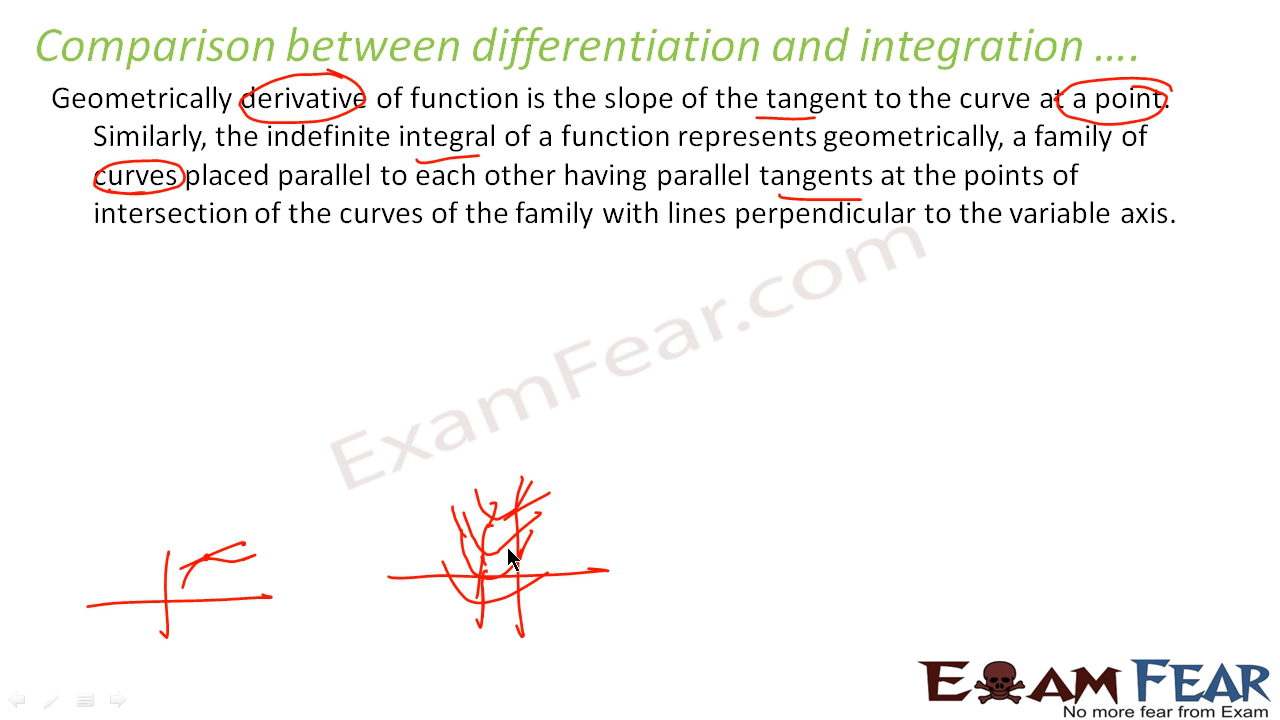 Comparison between differentiation and integration ....
Geometrically derivative of function is the slope of the tangent to the curve at a point.
Similarly, the indefinite integral of a function represents geometrically, a family of
curves placed parallel to each other having parallel tangents at the points of
intersection of the curves of the family with lines perpendicular to the variable axis.
ExamFear.com
EXAM FEAR
No more fear from Exam